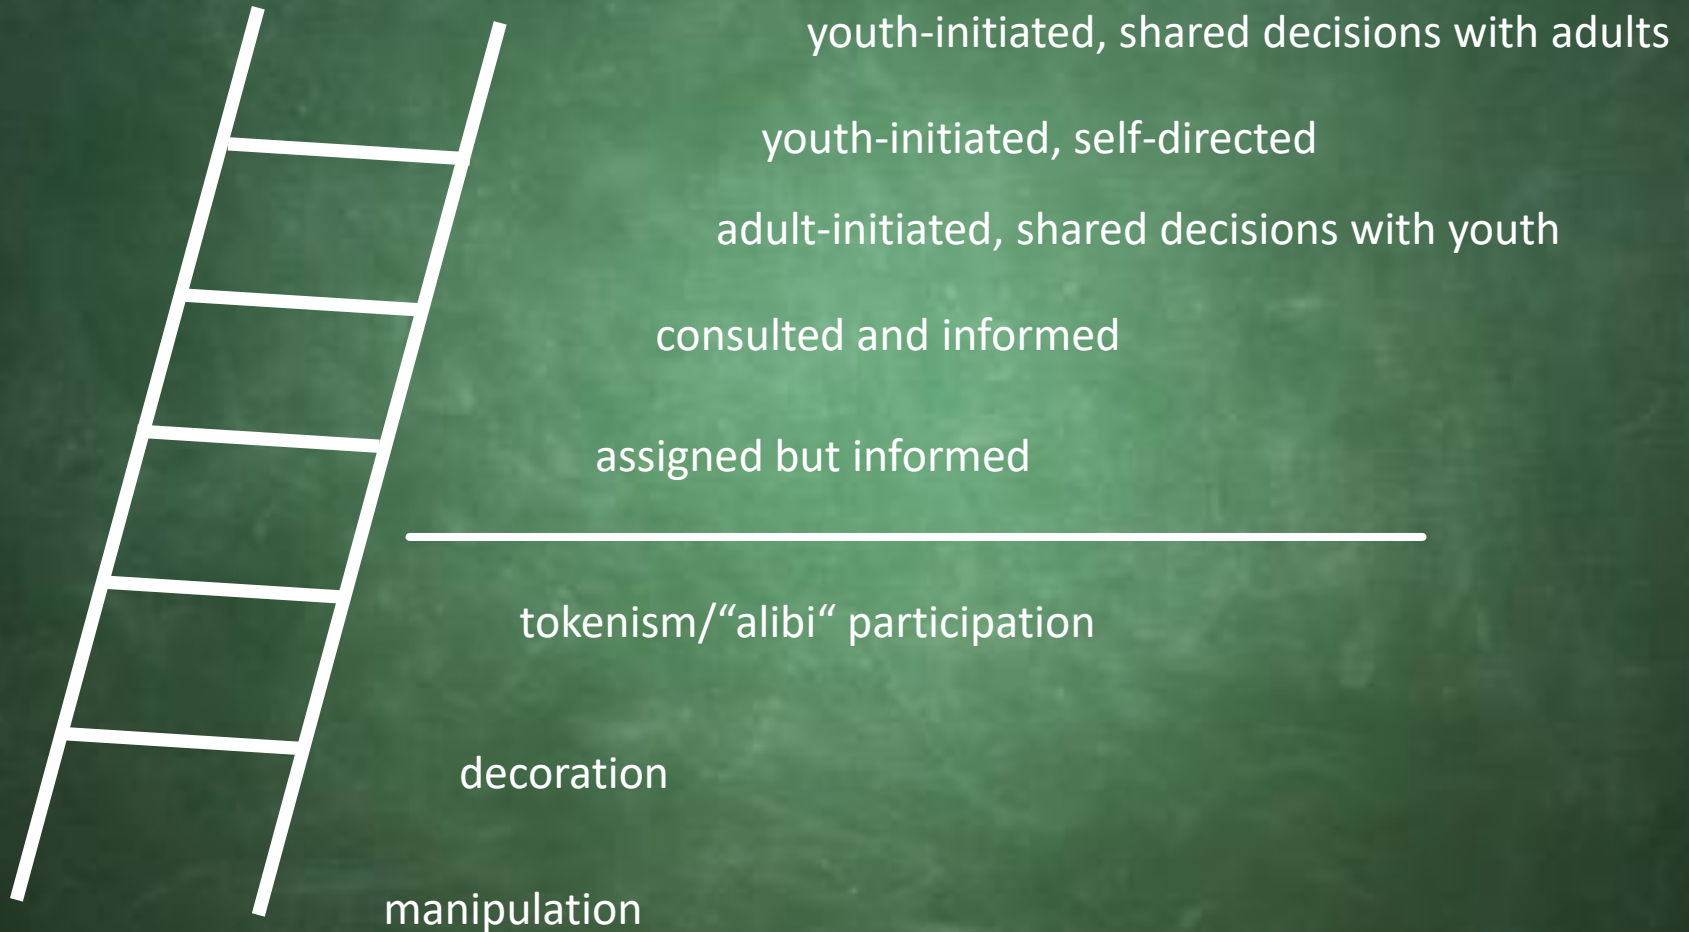 youth-initiated, shared decisions with adults
youth-initiated, self-directed
adult-initiated, shared decisions with youth
consulted and informed
assigned but informed
tokenism/“alibi“ participation
decoration
manipulation